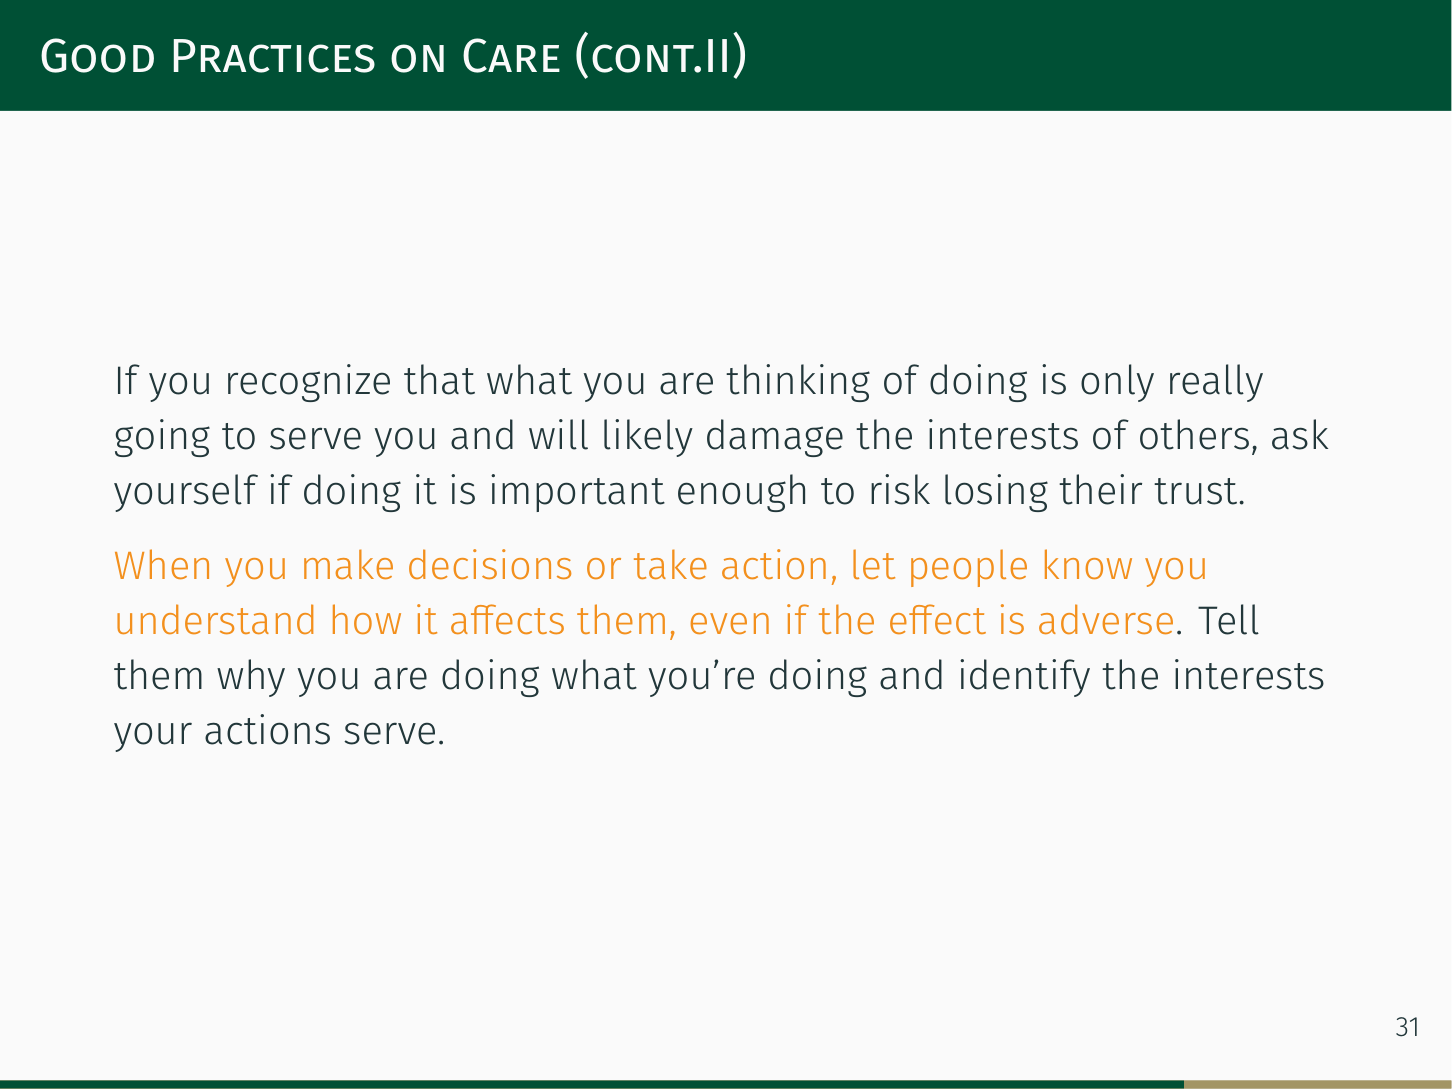 Good Practices on Care (cont.II)
If you recognize that what you are thinking of doing is only really
going to serve you and will likely damage the interests of others, ask
yourself if doing it is important enough to risk losing their trust.
When you make decisions or take action, let people know you
understand how it affects them, even if the effect is adverse. Tell
them why you are doing what you’re doing and identify the interests
your actions serve.
31